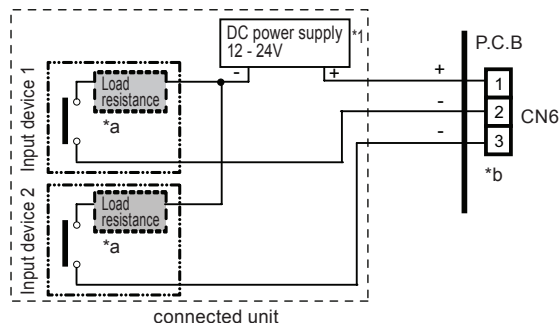 DC power supply *1
12 - 24V
P.C.B
- + +
Input device 1
Load
resistance
*a
1
-
2
CN6
-
3
*b
Input device 2
Load
resistance
*a
connected unit